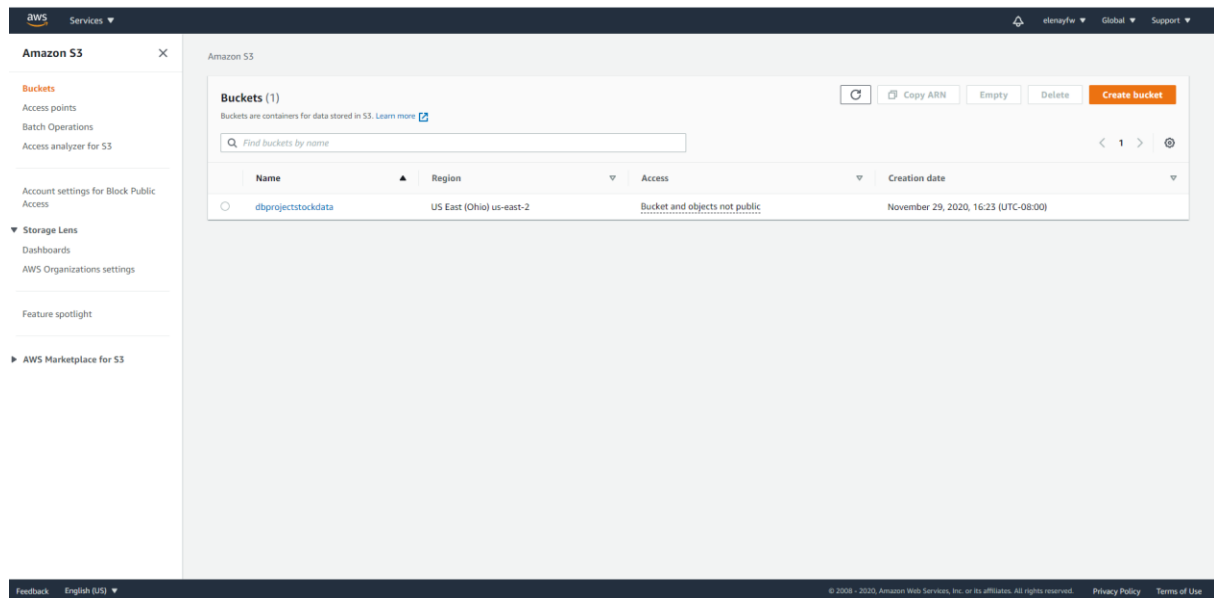 aws Services ▼ elenayfw ▼ Global ▼ Support ▼
Amazon S3
Buckets
Access points
Batch Operations
Access analyzer for S3
Account settings for Block Public
Access
▼ Storage Lens
Dashboards
AWS Organizations settings
Feature spotlight
▶ AWS Marketplace for S3
Amazon S3
Buckets (1) Copy ARN Empty Delete Create bucket
Buckets are containers for data stored in S3. Learn more
Find buckets by name 1
Name ▲ Region Access Creation date
dbprojectstockdata US East (Ohio) us-east-2 Bucket and objects not public November 29, 2020, 16:23 (UTC-08:00)
Feedback English (US) ▼ © 2008 - 2020, Amazon Web Services, Inc. or its affiliates. All rights reserved. Privacy Policy Terms of Use